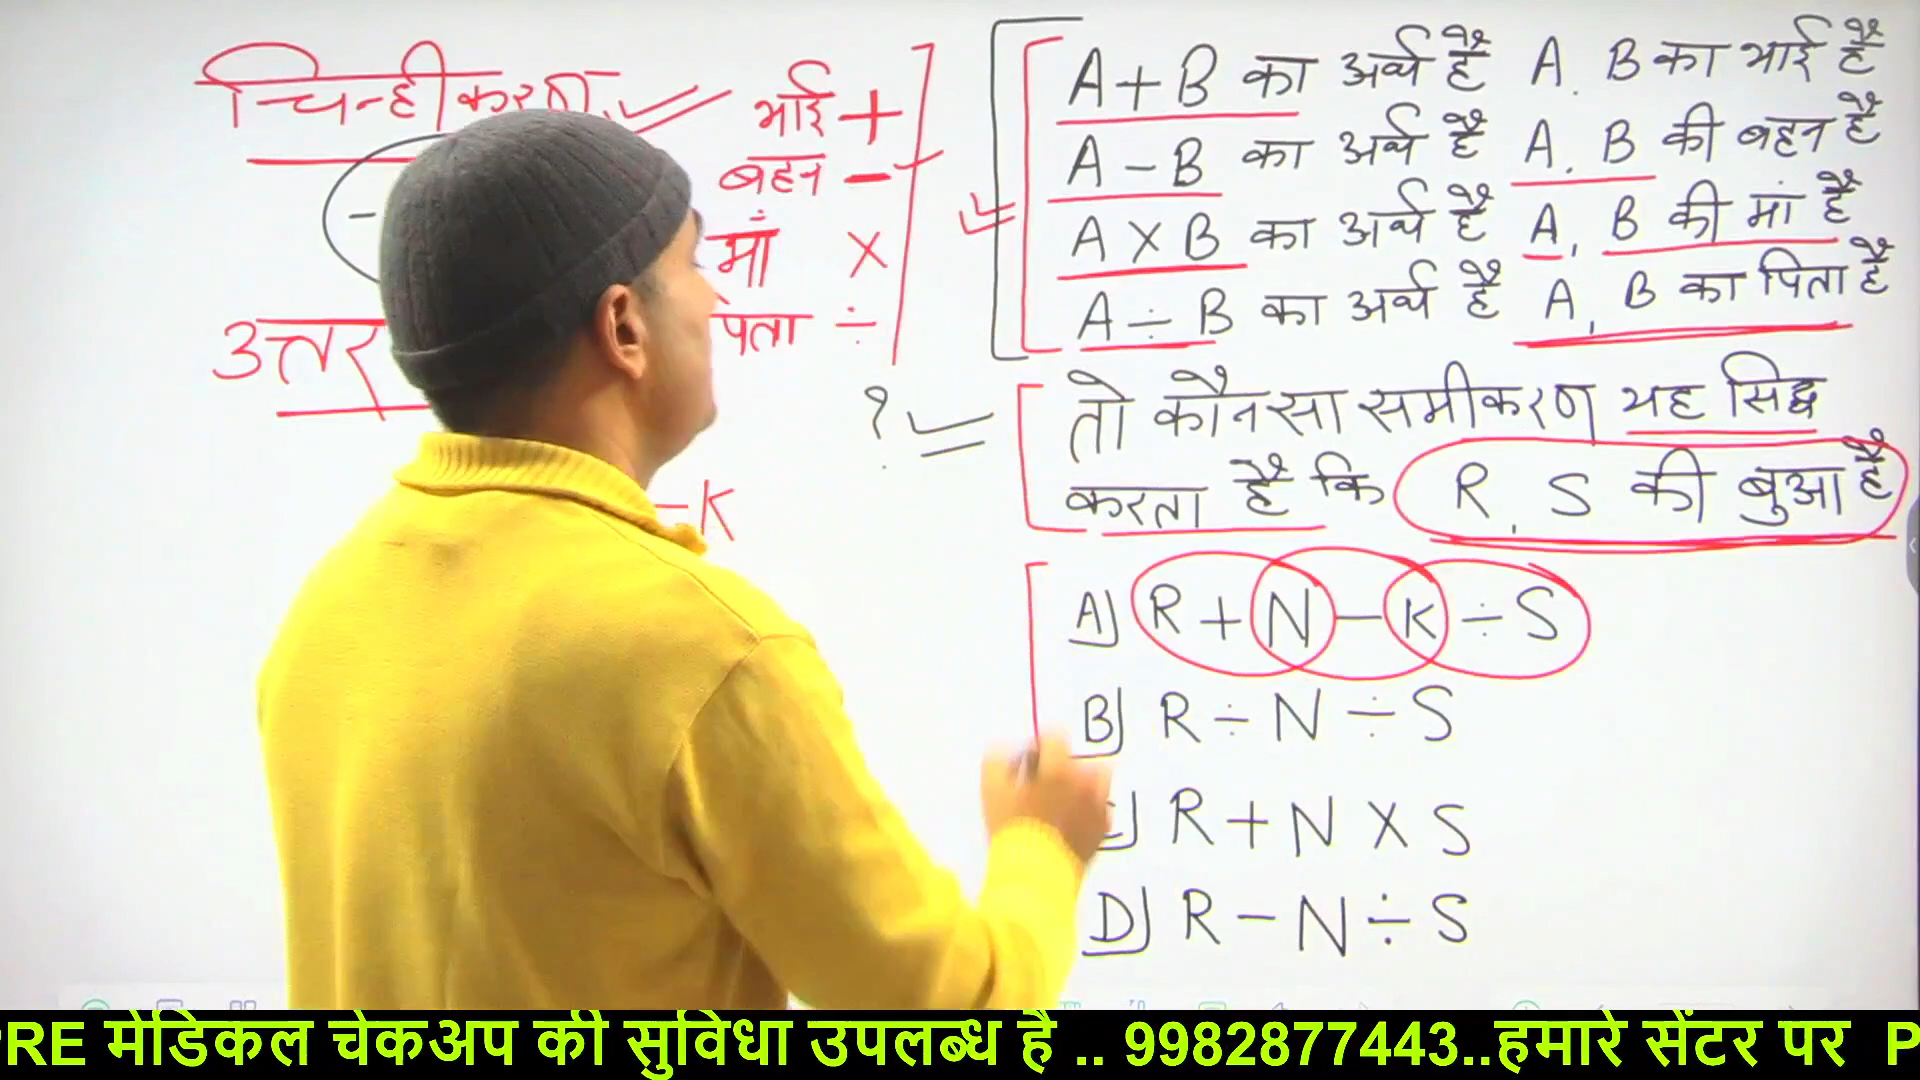 चिन्हीकरण
भाई +
बहन -
मां ×
पिता ÷
उत्तर
- K
A + B का अर्थ है A, B का भाई है
A - B का अर्थ है A, B की बहन है
A × B का अर्थ है A, B की मां है
A ÷ B का अर्थ है A, B का पिता है
?
तो कौनसा समीकरण यह सिद्ध
करता है कि R, S की बुआ है
A) R + N - K ÷ S
B) R ÷ N ÷ S
R + N × S
D) R - N ÷ S
PRE मेडिकल चेकअप की सुविधा उपलब्ध है .. 9982877443..हमारे सेंटर पर P